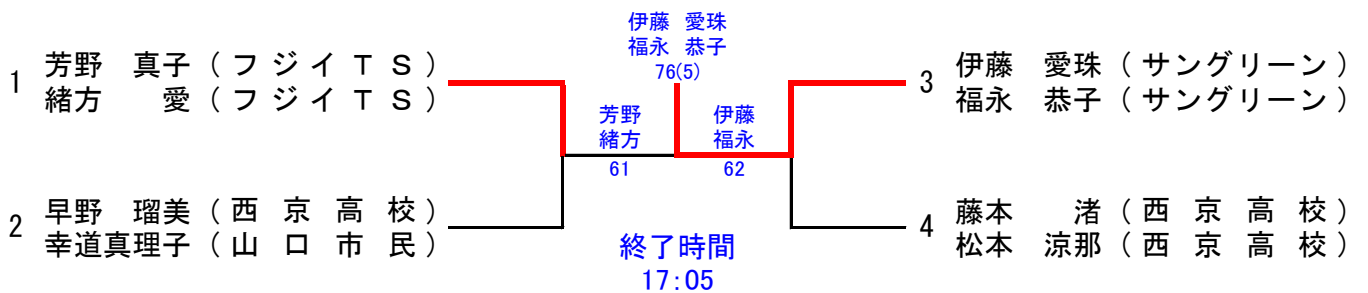 伊藤 愛珠
福永 恭子
76(5)
1 芳野 真子 ( フ ジ イ Ｔ Ｓ )
緒方 愛 ( フ ジ イ Ｔ Ｓ )
芳野
緒方
61
伊藤
福永
62
3 伊藤 愛珠 ( サングリーン )
福永 恭子 ( サングリーン )
2 早野 瑠美 ( 西 京 高 校 )
幸道真理子 ( 山 口 市 民 )
4 藤本 渚 ( 西 京 高 校 )
松本 涼那 ( 西 京 高 校 )
終了時間
17:05